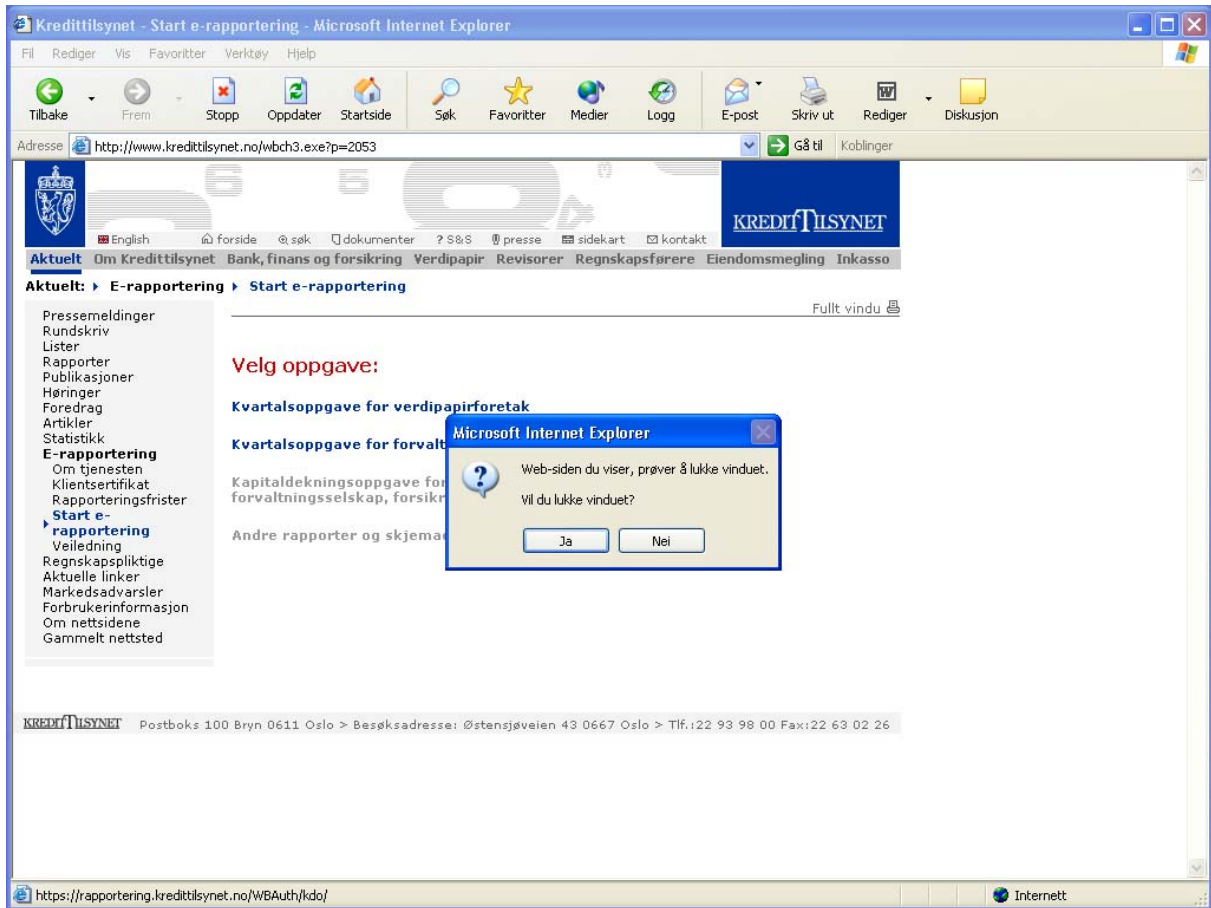 Kredittilsynet - Start e-rapportering - Microsoft Internet Explorer
Fil Rediger Vis Favoritter Verktøy Hjelp
Tilbake Frem Stopp Oppdater Startside Søk Favoritter Medier Logg E-post Skriv ut Rediger Diskusjon
Adresse http://www.kredittilsynet.no/wbch3.exe?p=2053 Gå til Koblinger
KREDITTILSYNET
English forside søk dokumenter ? S&S presse sidekart kontakt
Aktuelt Om Kredittilsynet Bank, finans og forsikring Verdipapir Revisorer Regnskapsførere Eiendomsmegling Inkasso
Aktuelt: E-rapportering Start e-rapportering
Fullt vindu
Pressemeldinger
Rundskriv
Lister
Rapporter
Publikasjoner
Høringer
Foredrag
Artikler
Statistikk
E-rapportering
Om tjenesten
Klientsertifikat
Rapporteringsfrister
Start e-
rapportering
Veiledning
Regnskapspliktige
Aktuelle linker
Markedsadvarsler
Forbrukerinformasjon
Om nettsidene
Gammelt nettsted
Velg oppgave:
Kvartalsoppgave for verdipapirforetak
Kvartalsoppgave for forvalt
Kapitaldekningsoppgave for
forvaltningsselskap, forsikr
Andre rapporter og skjema
Microsoft Internet Explorer
Web-siden du viser, prøver å lukke vinduet.
Vil du lukke vinduet?
Ja Nei
KREDITTILSYNET Postboks 100 Bryn 0611 Oslo > Besøksadresse: Østensjøveien 43 0667 Oslo > Tlf.:22 93 98 00 Fax:22 63 02 26
https://rapportering.kredittilsynet.no/WBAuth/kdo/ Internett